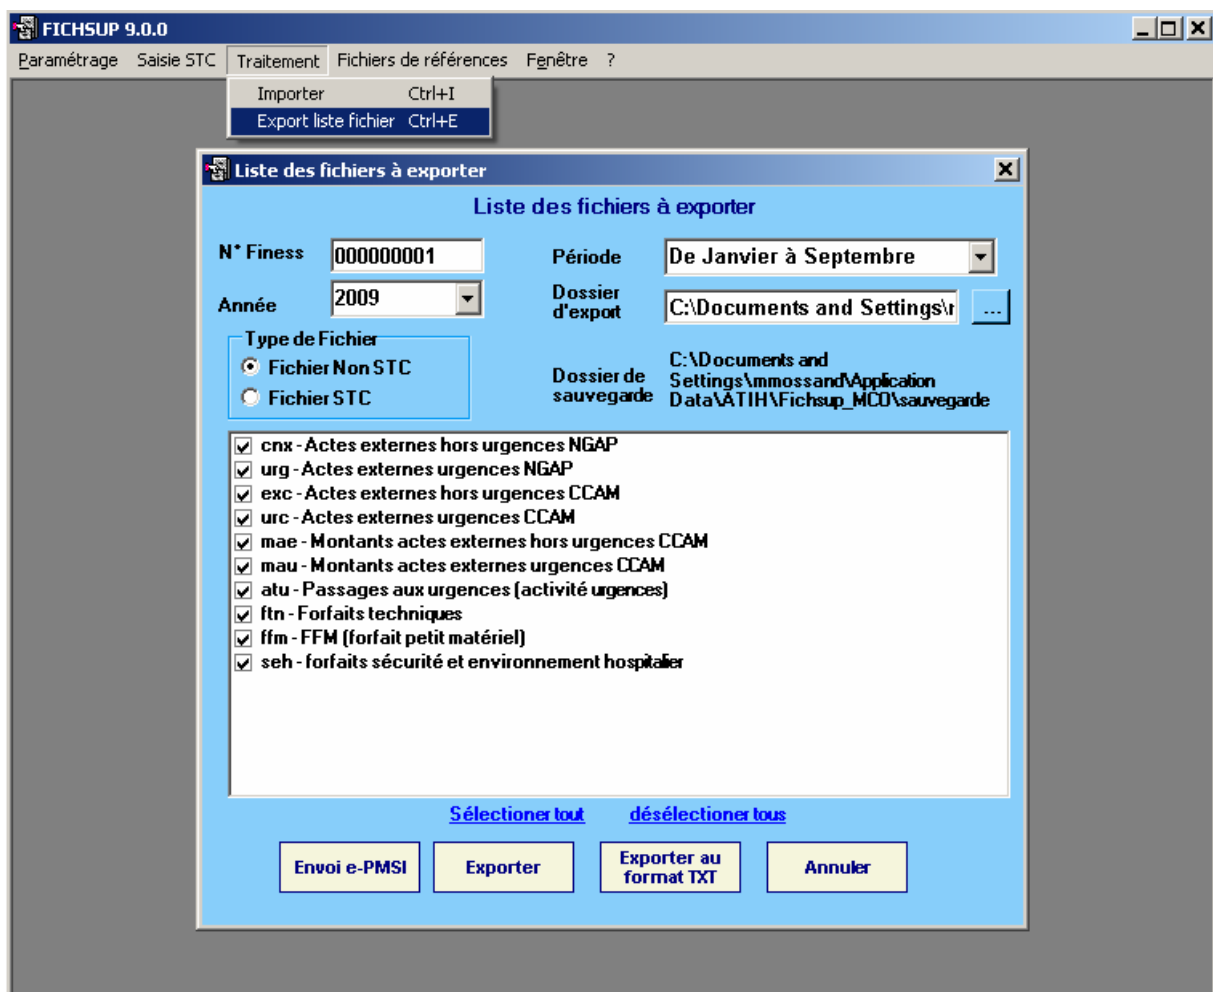 FICHSUP 9.0.0
Paramétrage Saisie STC Traitement Fichiers de références Fenêtre ?
Importer Ctrl+I
Export liste fichier Ctrl+E
Liste des fichiers à exporter
Liste des fichiers à exporter
N° Finess 000000001
Période De Janvier à Septembre
Année 2009
Dossier
d'export C:\Documents and Settings\r ...
Type de Fichier
Fichier Non STC
Fichier STC
Dossier de
sauvegarde
C:\Documents and
Settings\mmossand\Application
Data\ATIH\Fichsup_MCO\sauvegarde
cnx - Actes externes hors urgences NGAP
urg - Actes externes urgences NGAP
exc - Actes externes hors urgences CCAM
urc - Actes externes urgences CCAM
mae - Montants actes externes hors urgences CCAM
mau - Montants actes externes urgences CCAM
atu - Passages aux urgences (activité urgences)
ftn - Forfaits techniques
ffm - FFM (forfait petit matériel)
seh - forfaits sécurité et environnement hospitalier
Sélectioner tout désélectioner tous
Envoi e-PMSI
Exporter
Exporter au
format TXT
Annuler